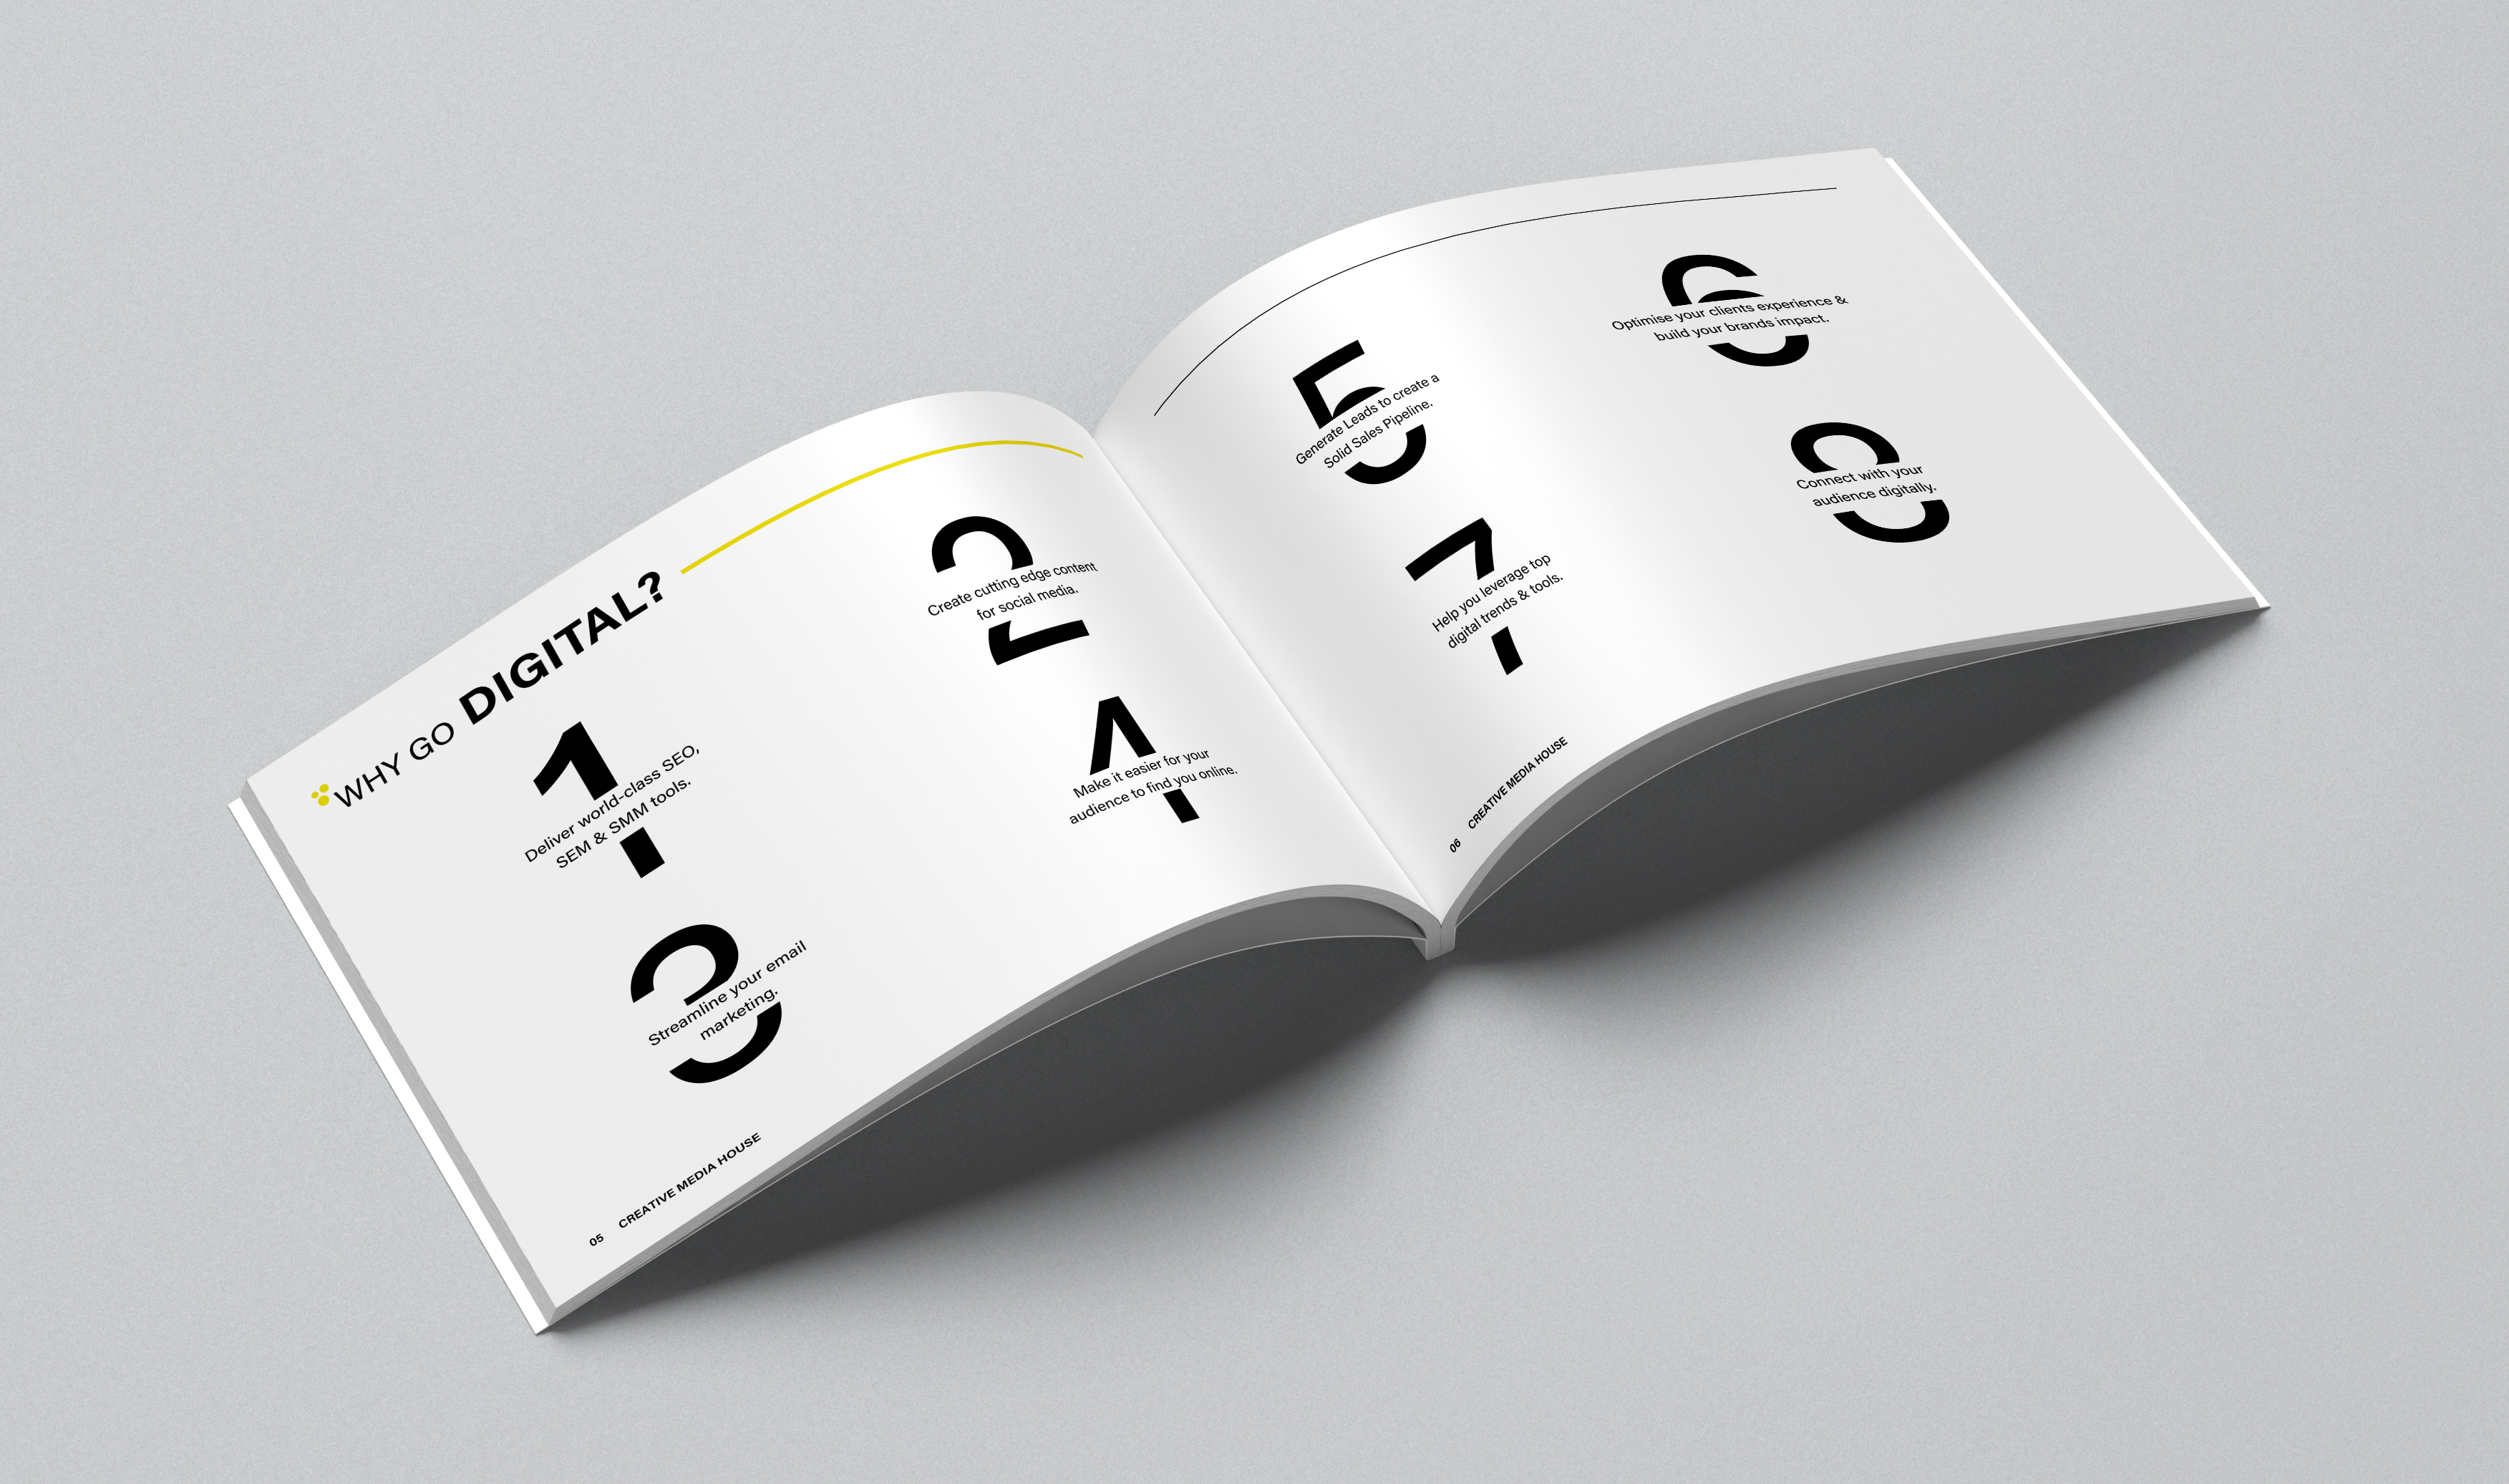 WHY GO DIGITAL?
1
Deliver world-class SEO,
SEM & SMM tools.
2
Create cutting edge content
for social media.
3
Streamline your email
marketing.
4
Make it easier for your
audience to find you online.
05 CREATIVE MEDIA HOUSE
5
Generate Leads to create a
Solid Sales Pipeline.
6
Optimise your clients experience &
build your brands impact.
7
Help you leverage top
digital trends & tools.
8
Connect with your
audience digitally.
06 CREATIVE MEDIA HOUSE